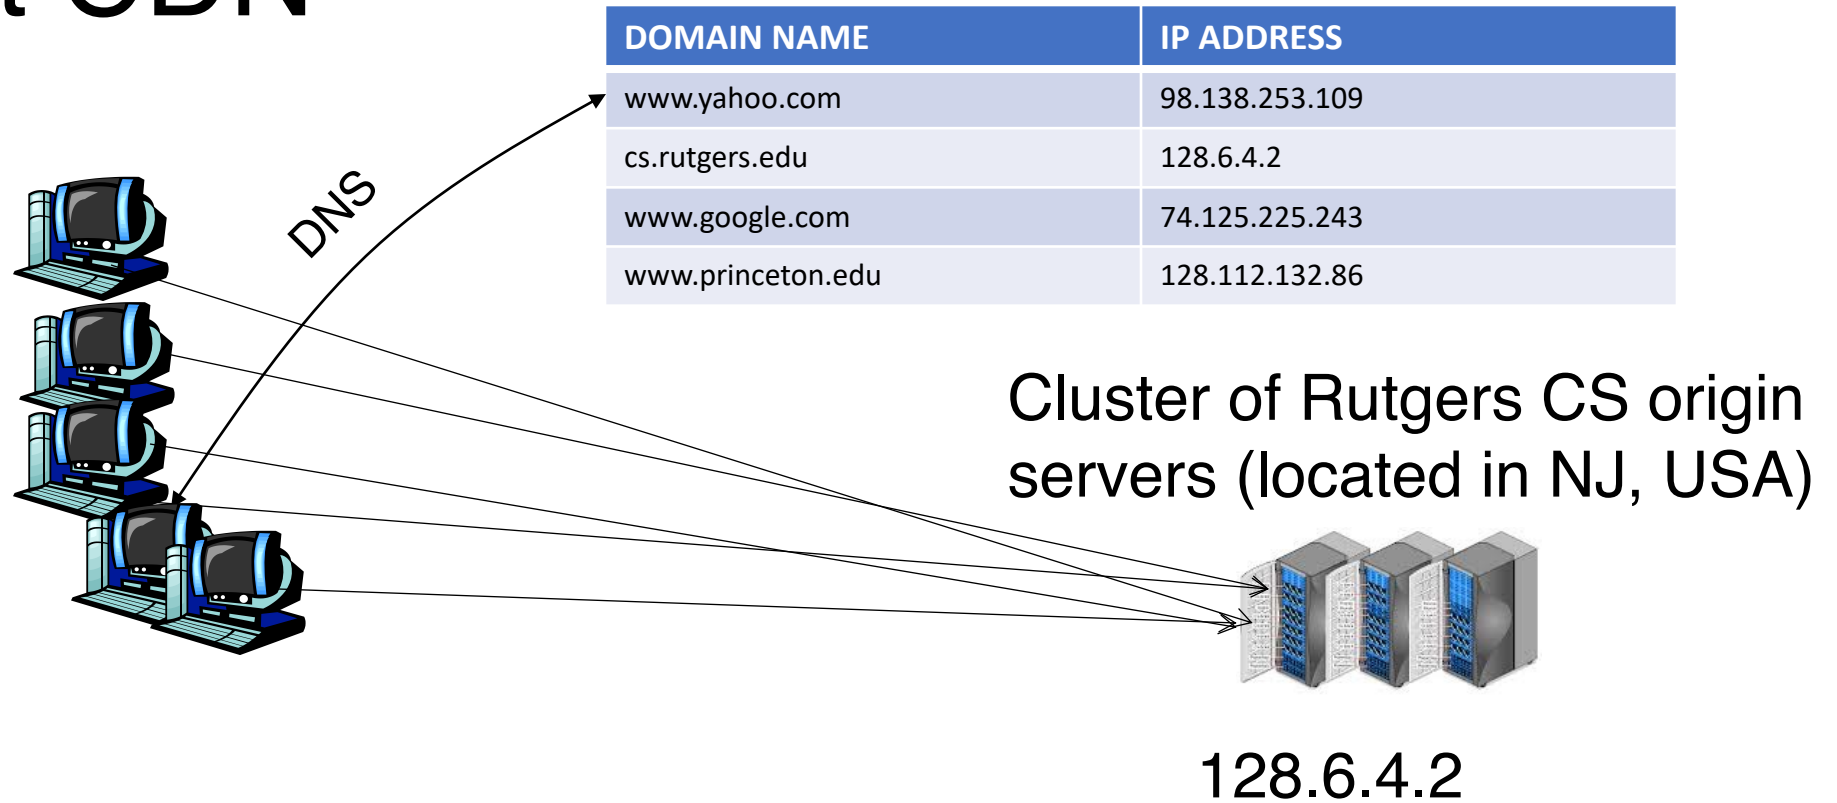 CDN
DOMAIN NAME IP ADDRESS
www.yahoo.com 98.138.253.109
cs.rutgers.edu 128.6.4.2
www.google.com 74.125.225.243
www.princeton.edu 128.112.132.86
DNS
Cluster of Rutgers CS origin
servers (located in NJ, USA)
128.6.4.2